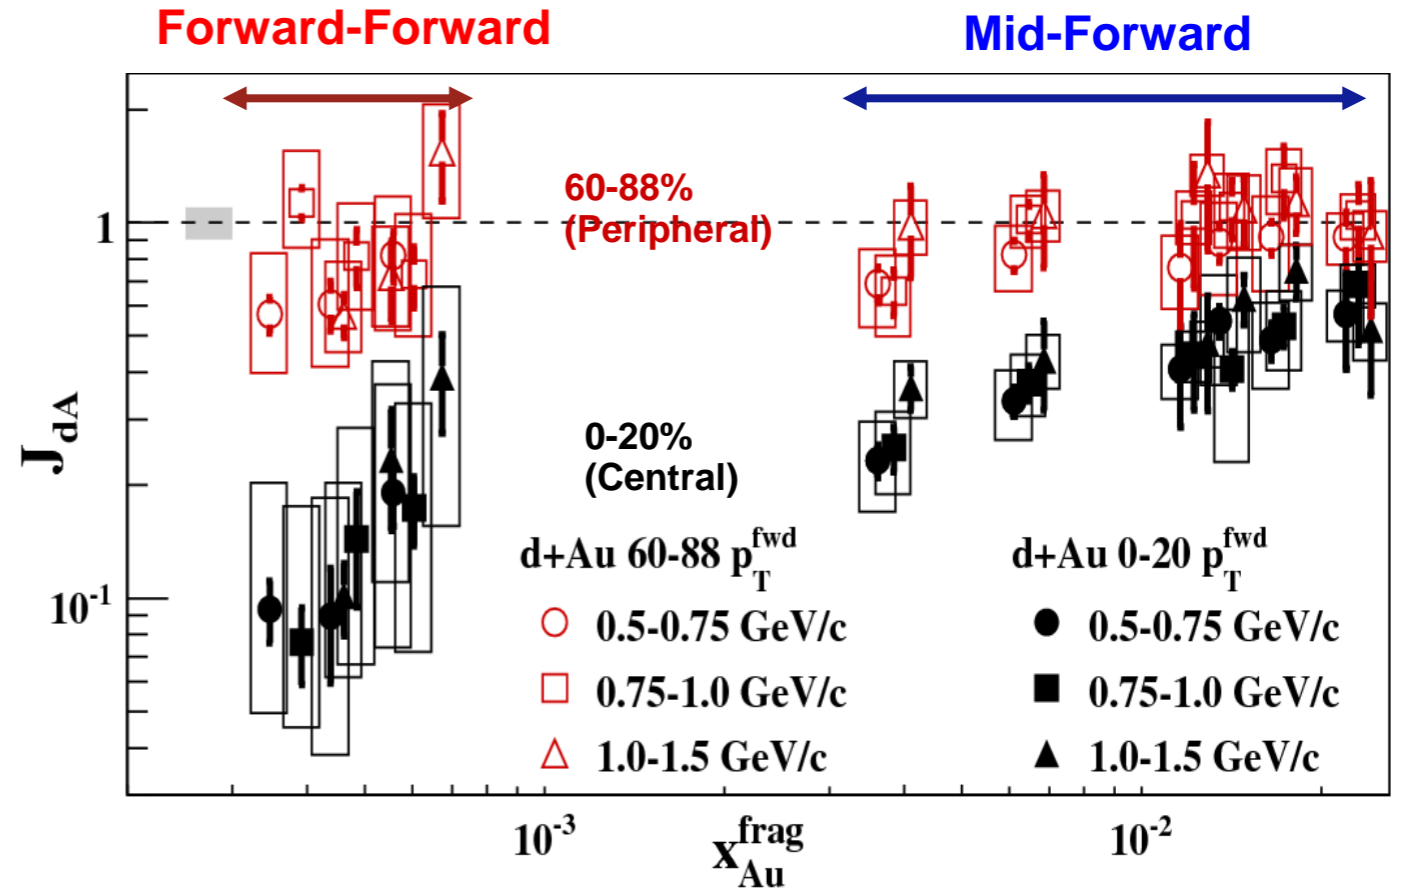 Forward-Forward
Mid-Forward
60-88%
(Peripheral)
1
0-20%
(Central)
J_dA
d+Au 60-88 p_T^fwd
d+Au 0-20 p_T^fwd
10^-1
0.5-0.75 GeV/c
0.5-0.75 GeV/c
0.75-1.0 GeV/c
0.75-1.0 GeV/c
1.0-1.5 GeV/c
1.0-1.5 GeV/c
10^-3
10^-2
x_Au^frag